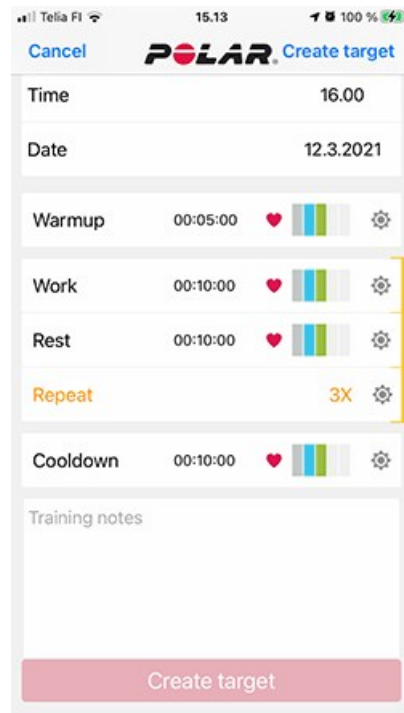 Telia FI 15.13 100 %
Cancel POLAR. Create target
Time 16.00
Date 12.3.2021
Warmup 00:05:00
Work 00:10:00
Rest 00:10:00
Repeat 3X
Cooldown 00:10:00
Training notes
Create target